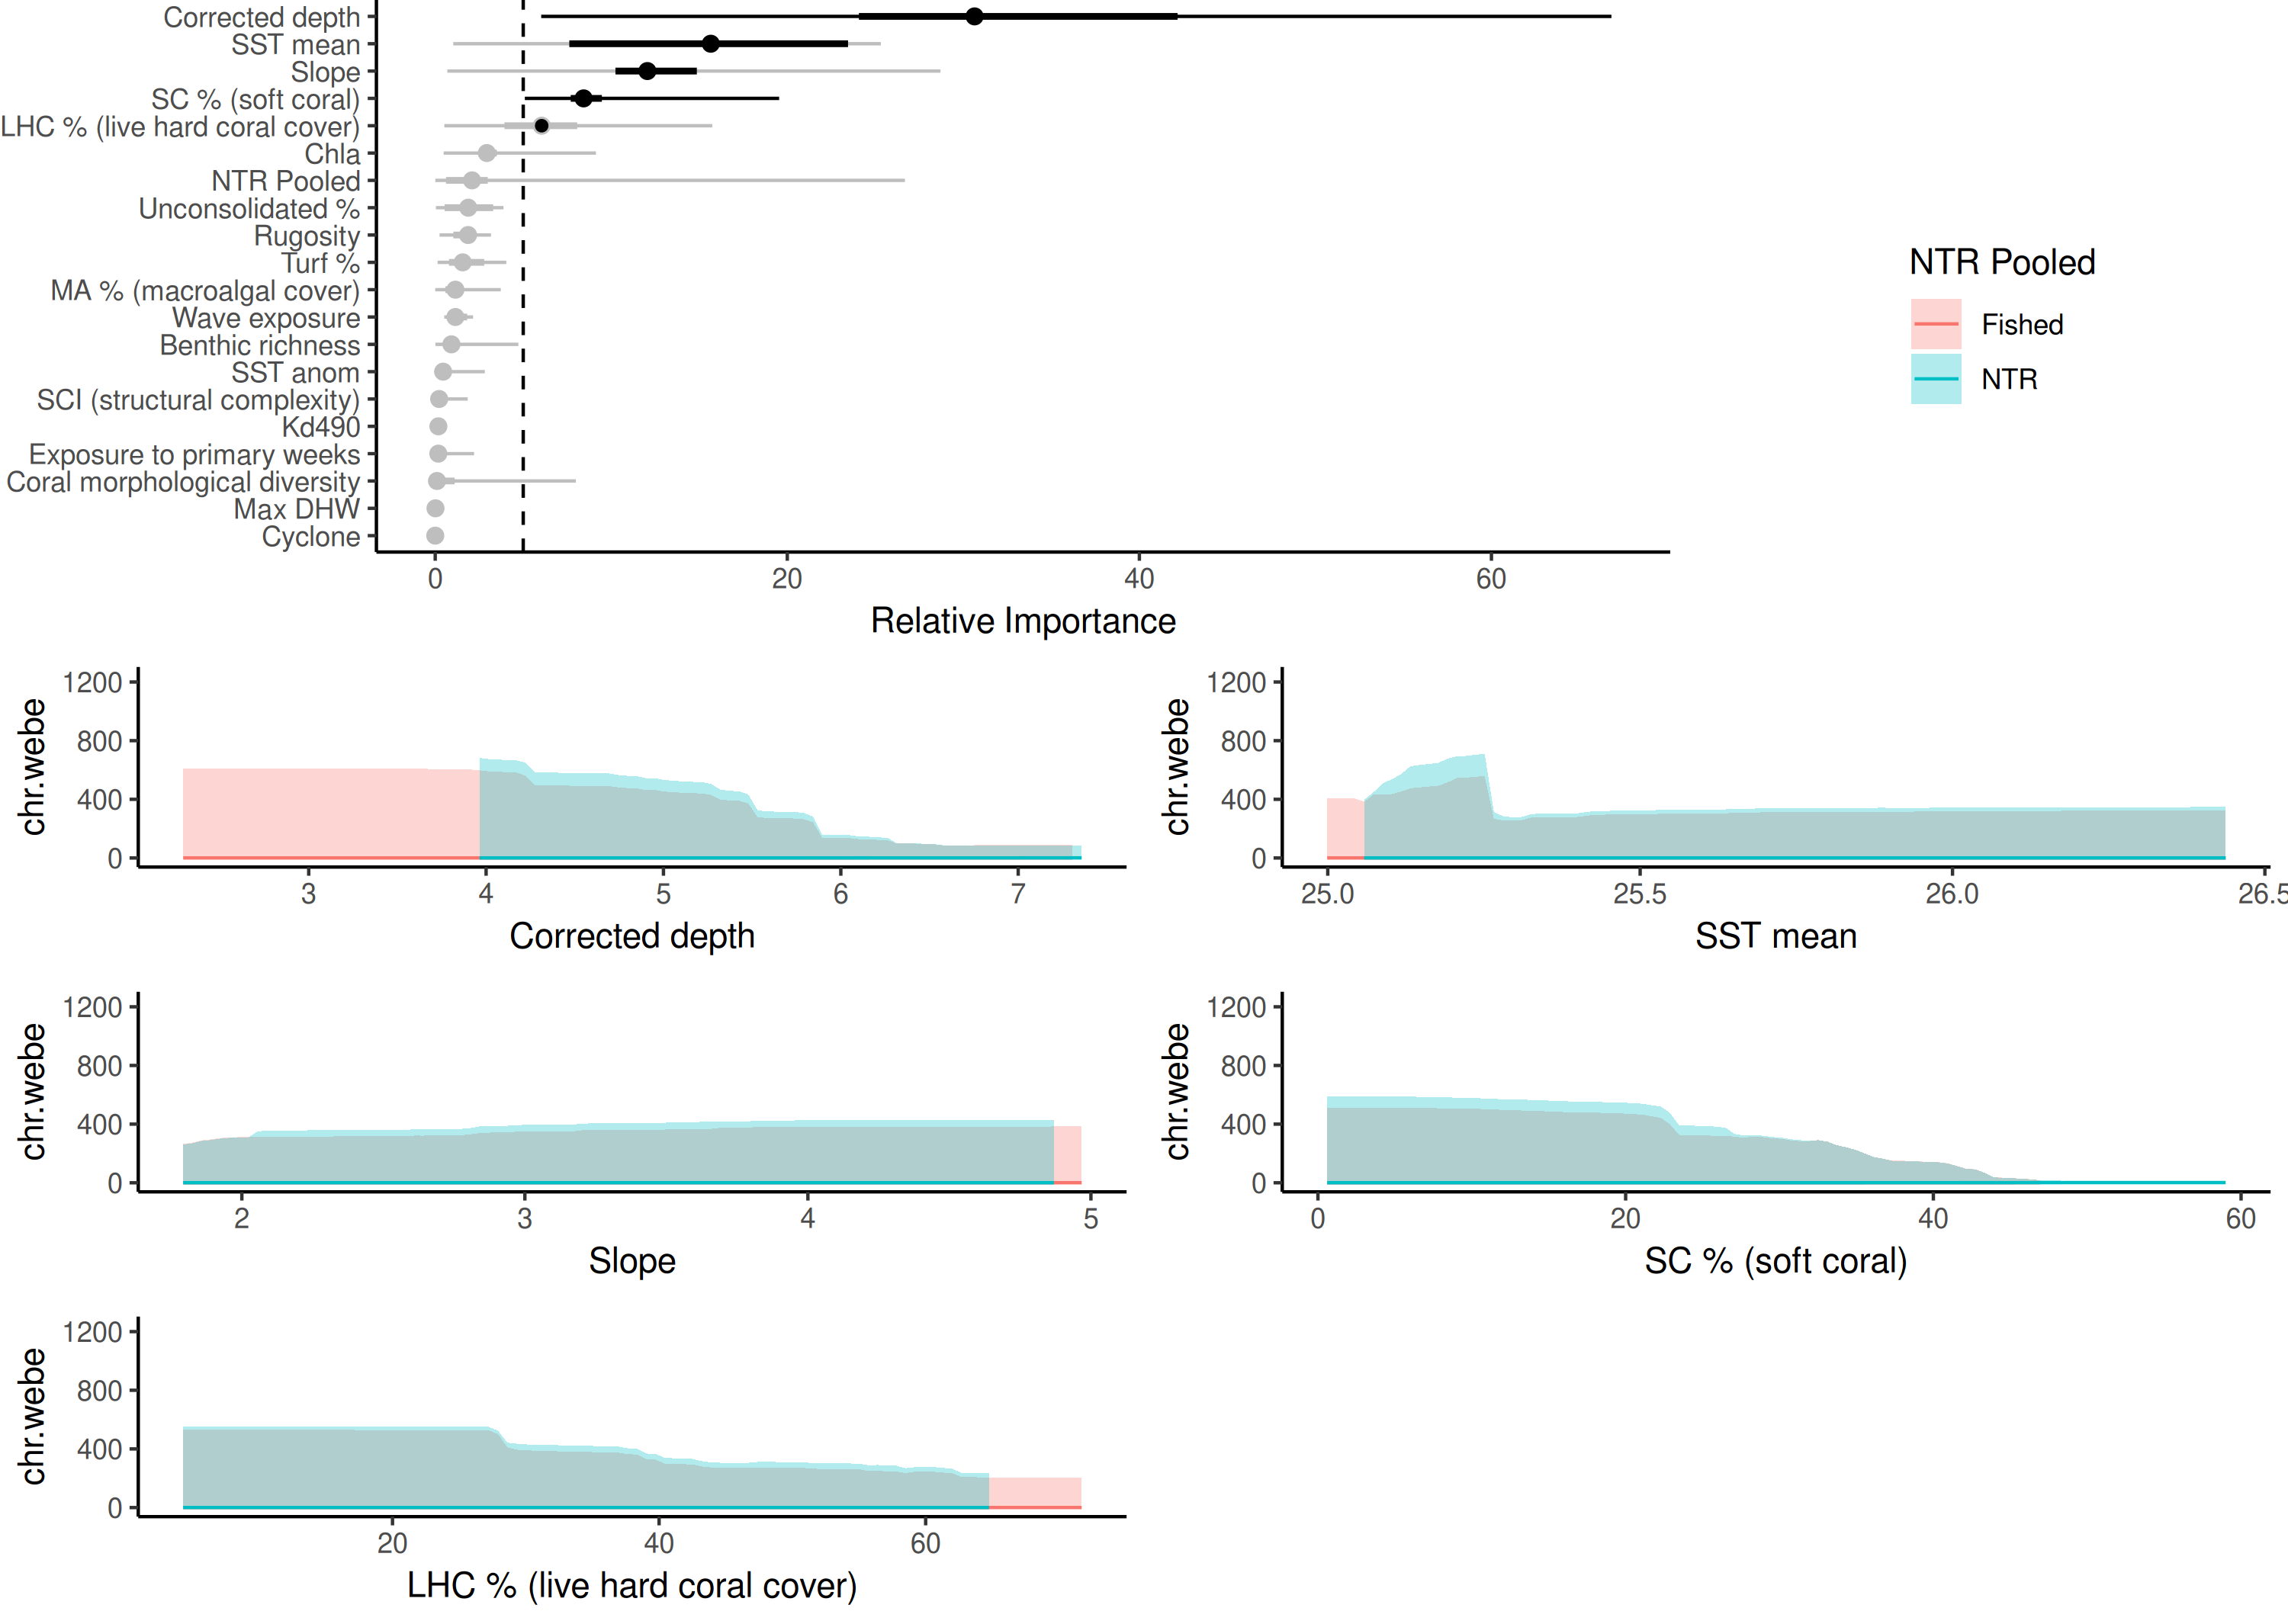 Corrected depth
SST mean
Slope
SC % (soft coral)
LHC % (live hard coral cover)
Chla
NTR Pooled
Unconsolidated %
Rugosity
Turf %
MA % (macroalgal cover)
Wave exposure
Benthic richness
SST anom
SCI (structural complexity)
Kd490
Exposure to primary weeks
Coral morphological diversity
Max DHW
Cyclone
0 20 40 60
Relative Importance
NTR Pooled
Fished
NTR
1200
800
400
0
chr.webe
3 4 5 6 7
Corrected depth
1200
800
400
0
chr.webe
25.0 25.5 26.0 26.5
SST mean
1200
800
400
0
chr.webe
2 3 4 5
Slope
1200
800
400
0
chr.webe
0 20 40 60
SC % (soft coral)
1200
800
400
0
chr.webe
20 40 60
LHC % (live hard coral cover)